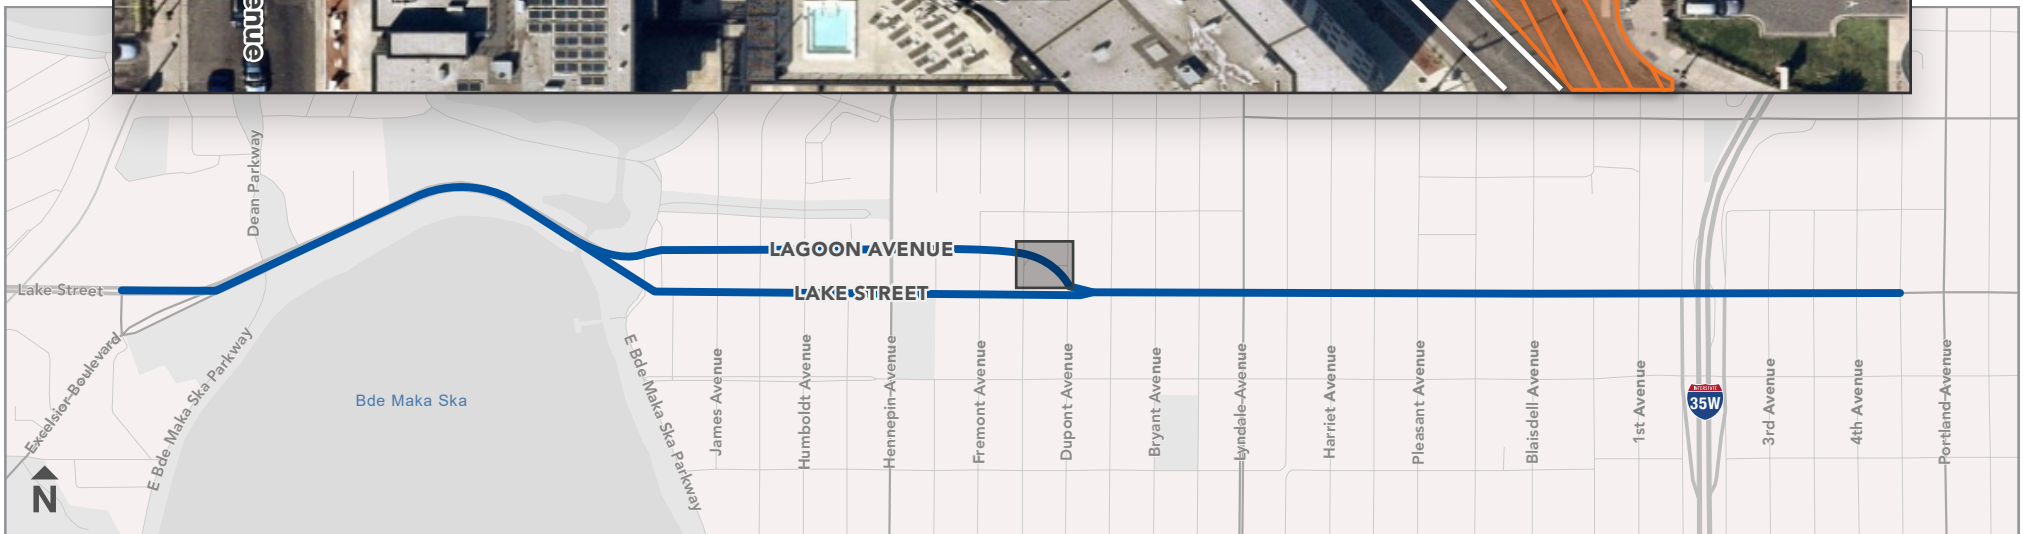 enue
Dean Parkway
LAGOON AVENUE
Lake Street
LAKE STREET
Excelsior Boulevard
E Bde Maka Ska Parkway
Bde Maka Ska
E Bde Maka Ska Parkway
James Avenue
Humboldt Avenue
Hennepin Avenue
Fremont Avenue
Dupont Avenue
Bryant Avenue
Lyndale Avenue
Harriet Avenue
Pleasant Avenue
Blaisdell Avenue
1st Avenue
INTERSTATE
35W
3rd Avenue
4th Avenue
Portland Avenue
N